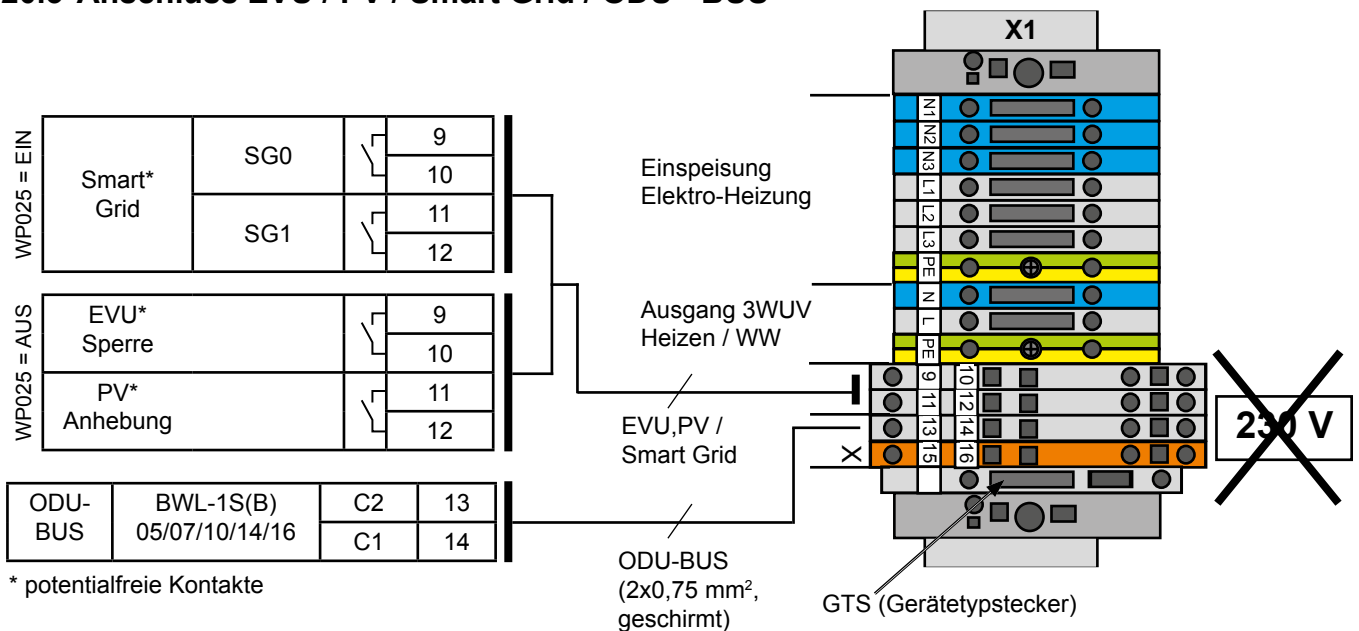 X1
WP025 = EIN
Smart*
Grid
SG0
9
10
SG1
11
12
WP025 = AUS
EVU*
Sperre
9
10
PV*
Anhebung
11
12
ODU-
BUS
BWL-1S(B)
05/07/10/14/16
C2
13
C1
14
* potentialfreie Kontakte
Einspeisung
Elektro-Heizung
Ausgang 3WUV
Heizen / WW
EVU,PV /
Smart Grid
ODU-BUS
(2x0,75 mm²,
geschirmt)
N1
N2
N3
L1
L2
L3
PE
N
L
PE
9 10
11 12
13 14
X 15 16
230 V
GTS (Gerätetypstecker)